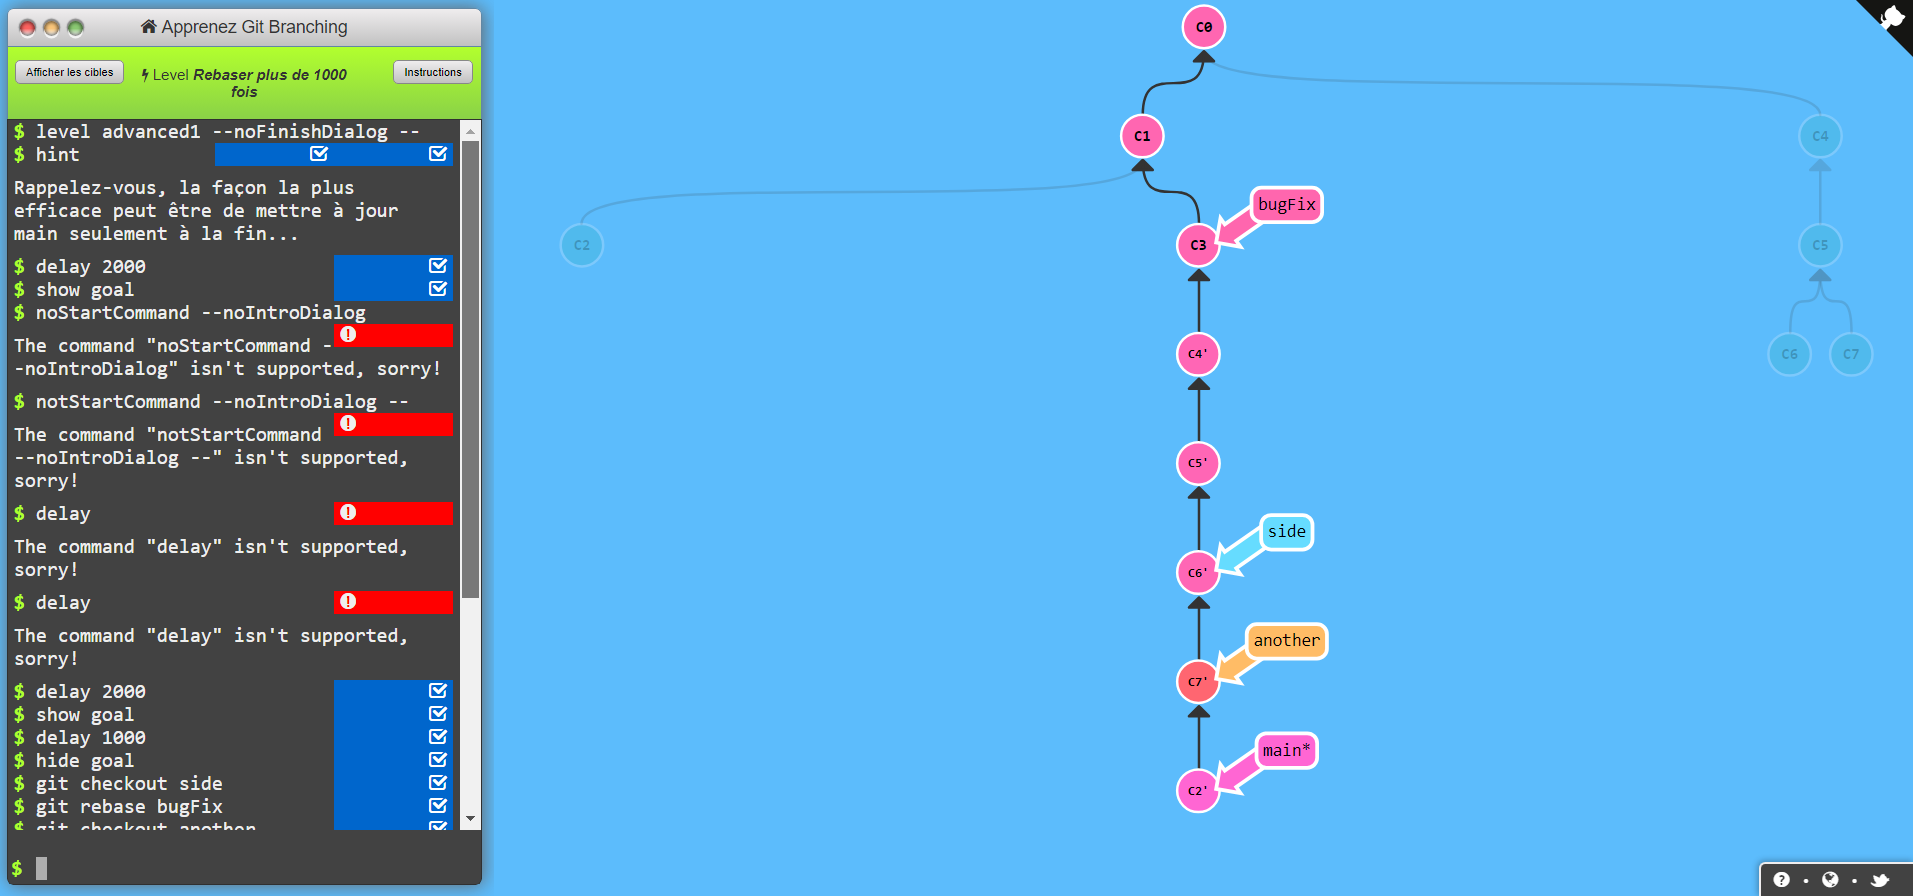 Apprenez Git Branching
Afficher les cibles
Level Rebaser plus de 1000
fois
Instructions
$ level advanced1 --noFinishDialog --
$ hint
Rappelez-vous, la façon la plus
efficace peut être de mettre à jour
main seulement à la fin...
$ delay 2000
$ show goal
$ noStartCommand --noIntroDialog
The command "noStartCommand -
-noIntroDialog" isn't supported, sorry!
$ notStartCommand --noIntroDialog --
The command "notStartCommand
--noIntroDialog --" isn't supported,
sorry!
$ delay
The command "delay" isn't supported,
sorry!
$ delay
The command "delay" isn't supported,
sorry!
$ delay 2000
$ show goal
$ delay 1000
$ hide goal
$ git checkout side
$ git rebase bugFix
$ git checkout another
$
C0
C1
C4
bugFix
C2
C3
C5
C4'
C6
C7
C5'
side
C6'
another
C7'
main*
C2'